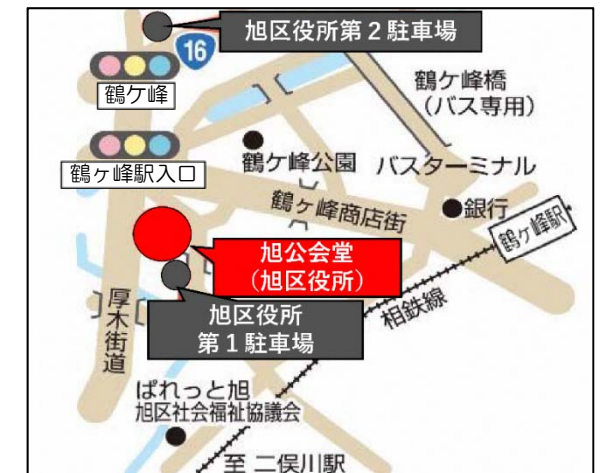 旭区役所第２駐車場
16
鶴ケ峰
鶴ケ峰橋
（バス専用）
鶴ヶ峰駅入口
鶴ケ峰公園
バスターミナル
鶴ヶ峰商店街
銀行
鶴ヶ峰駅
旭公会堂
（旭区役所）
旭区役所
第１駐車場
厚木街道
相鉄線
ぱれっと旭
旭区社会福祉協議会
至 二俣川駅